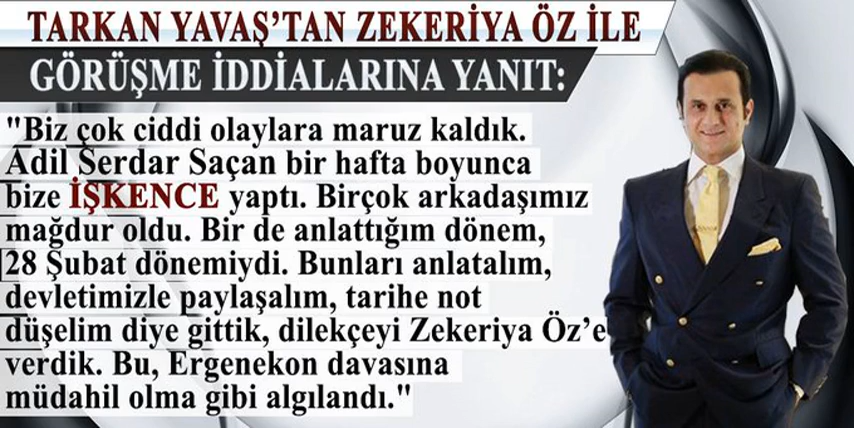 TARKAN YAVAŞ'TAN ZEKERİYA ÖZ İLE
GÖRÜŞME İDDİALARINA YANIT:
"Biz çok ciddi olaylara maruz kaldık.
Adil Serdar Saçan bir hafta boyunca
bize İŞKENCE yaptı. Birçok arkadaşımız
mağdur oldu. Bir de anlattığım dönem,
28 Şubat dönemiydi. Bunları anlatalım,
devletimizle paylaşalım, tarihe not
düşelim diye gittik, dilekçeyi Zekeriya Öz'e
verdik. Bu, Ergenekon davasına
müdahil olma gibi algılandı."